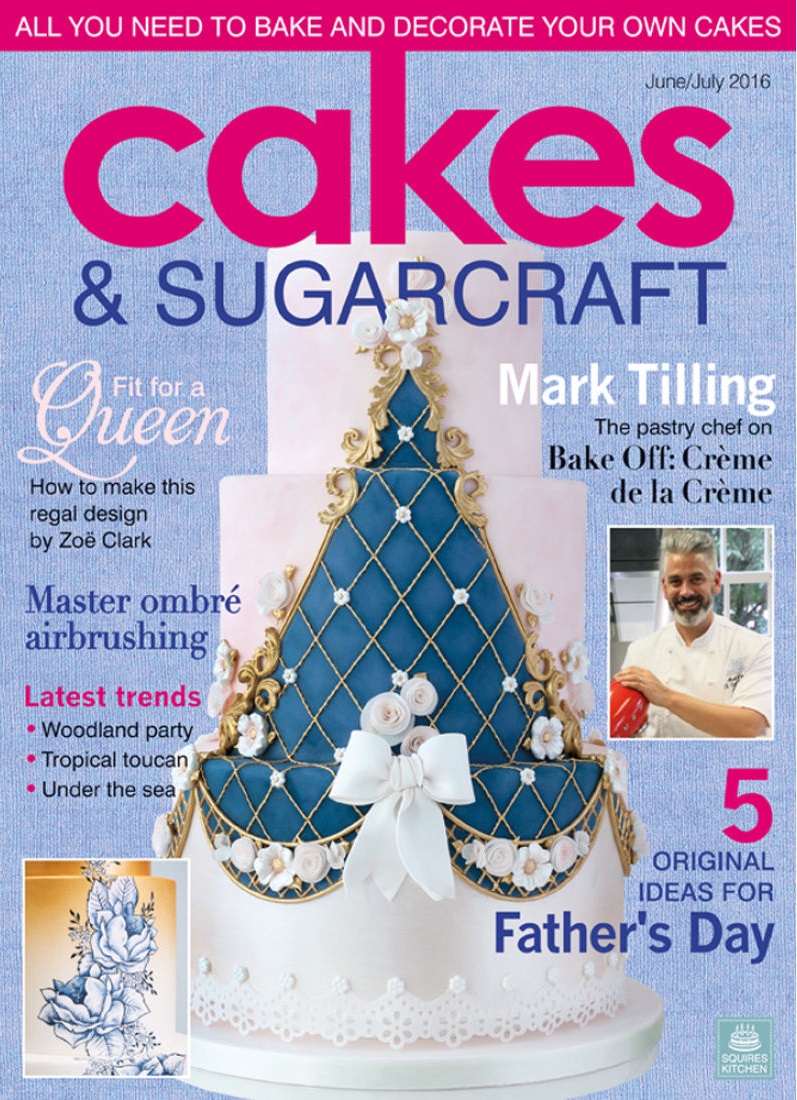 ALL YOU NEED TO BAKE AND DECORATE YOUR OWN CAKES
June/July 2016
cakes
& SUGARCRAFT
Fit for a
Queen
How to make this
regal design
by Zoë Clark
Mark Tilling
The pastry chef on
Bake Off: Crème
de la Crème
Master ombré
airbrushing
Latest trends
• Woodland party
• Tropical toucan
• Under the sea
5
ORIGINAL
IDEAS FOR
Father's Day
SQUIRES
KITCHEN